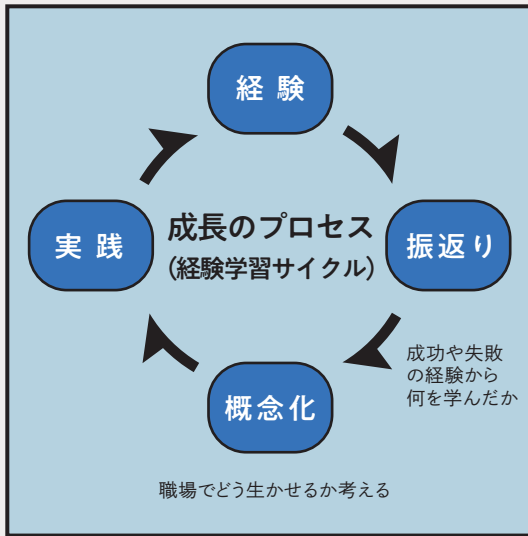 経験
実践
成長のプロセス
(経験学習サイクル)
振返り
成功や失敗
の経験から
何を学んだか
概念化
職場でどう生かせるか考える